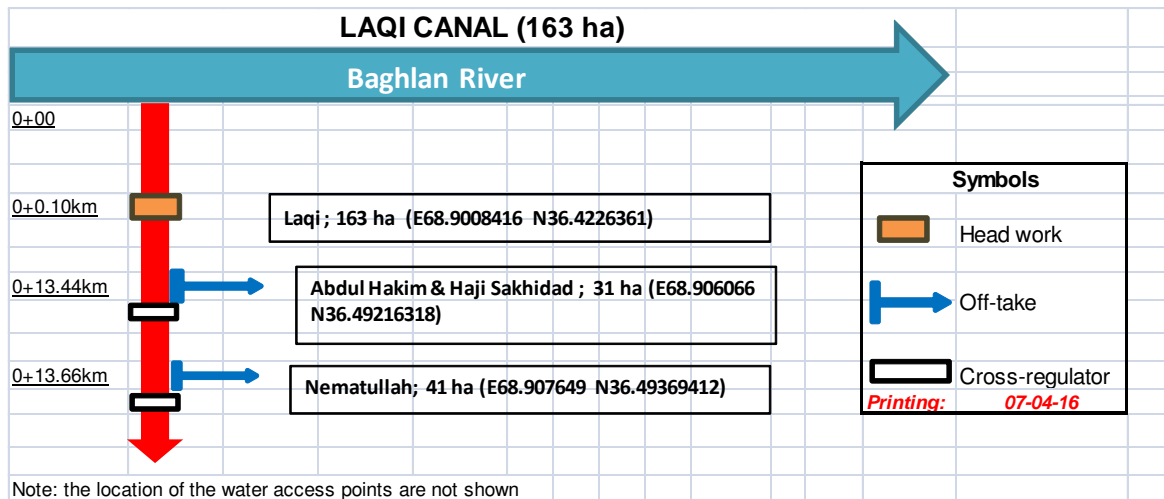 LAQI CANAL (163 ha)
Baghlan River
0+00
0+0.10km
Laqi ; 163 ha (E68.9008416 N36.4226361)
0+13.44km
Abdul Hakim & Haji Sakhidad ; 31 ha (E68.906066
N36.49216318)
0+13.66km
Nematullah; 41 ha (E68.907649 N36.49369412)
Symbols
Head work
Off-take
Cross-regulator
Printing: 07-04-16
Note: the location of the water access points are not shown